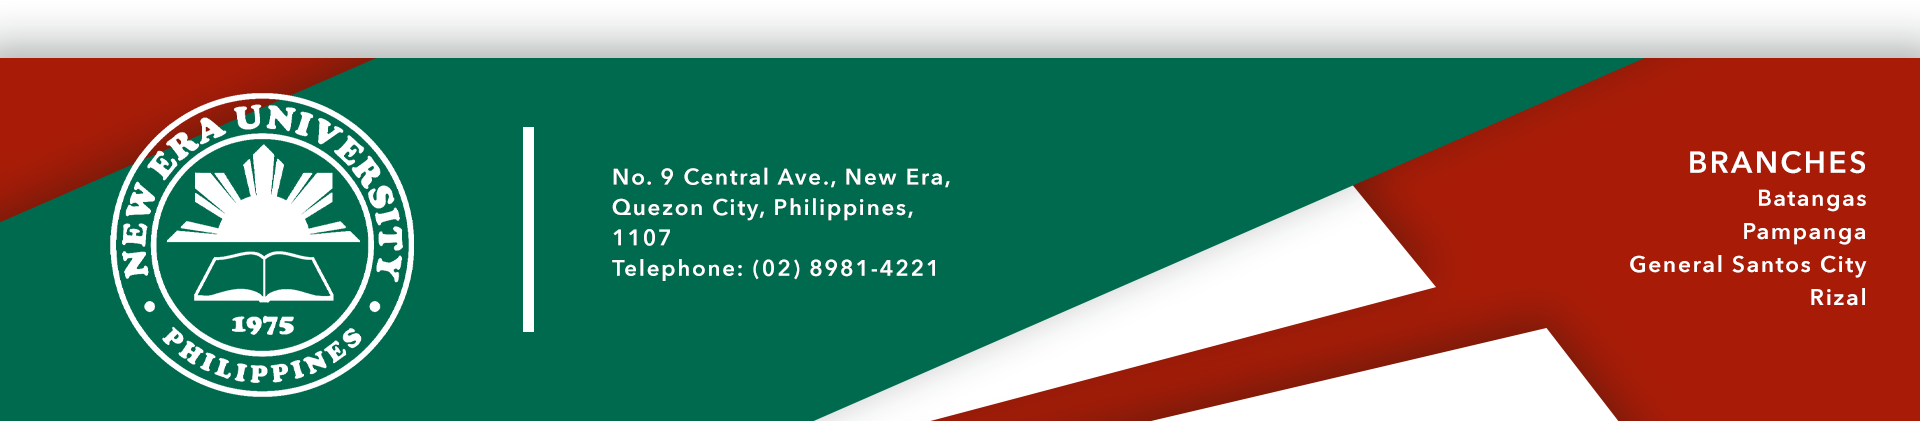 NEW ERA UNIVERSITY
1975
PHILIPPINES
No. 9 Central Ave., New Era,
Quezon City, Philippines,
1107
Telephone: (02) 8981-4221
BRANCHES
Batangas
Pampanga
General Santos City
Rizal